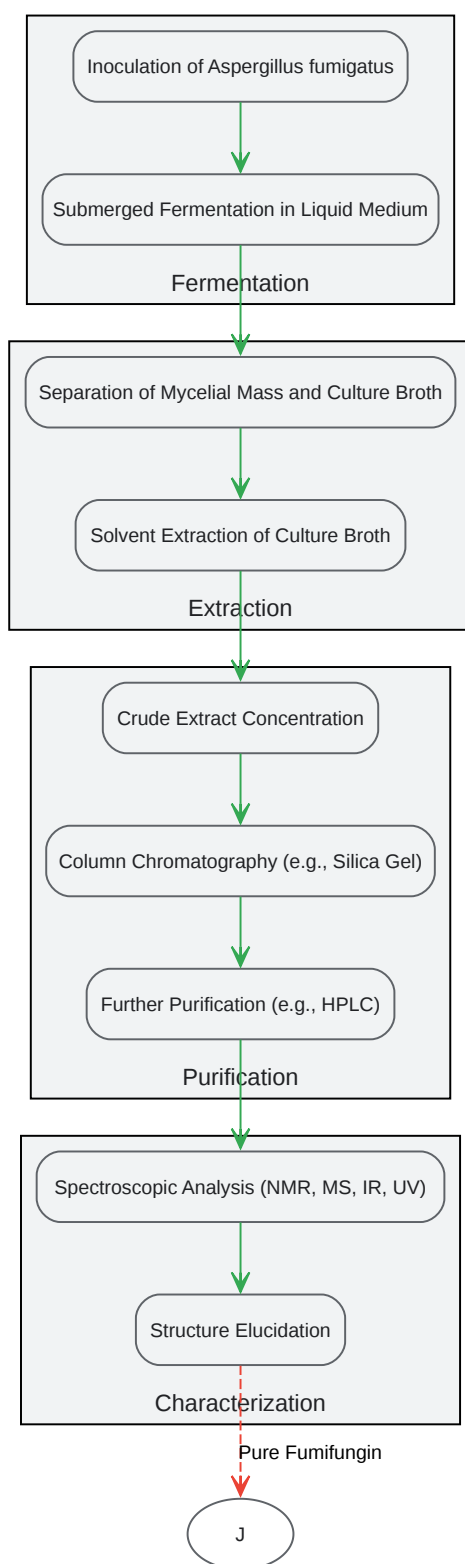 Inoculation of Aspergillus fumigatus
Submerged Fermentation in Liquid Medium
Fermentation
Separation of Mycelial Mass and Culture Broth
Solvent Extraction of Culture Broth
Extraction
Crude Extract Concentration
Column Chromatography (e.g., Silica Gel)
Further Purification (e.g., HPLC)
Purification
Spectroscopic Analysis (NMR, MS, IR, UV)
Structure Elucidation
Characterization
Pure Fumifungin
J